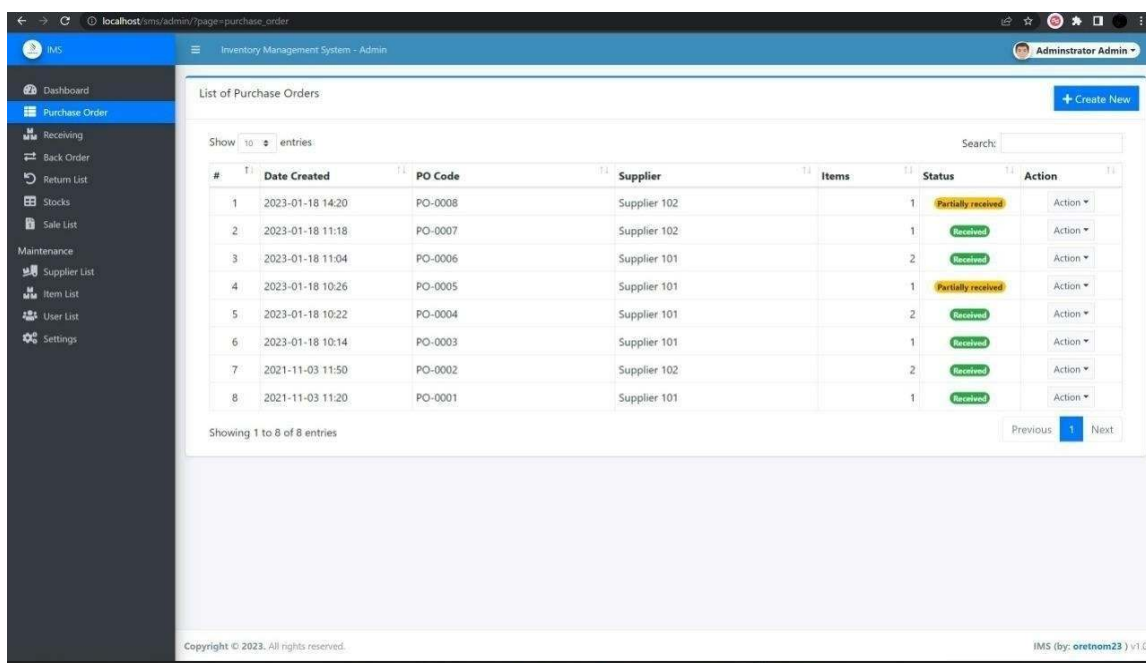 localhost/sms/admin/?page=purchase_order
IMS
Inventory Management System - Admin
Adminstrator Admin
Dashboard
Purchase Order
Receiving
Back Order
Return List
Stocks
Sale List
Maintenance
Supplier List
Item List
User List
Settings
List of Purchase Orders
+ Create New
Show 10 entries
Search:
# Date Created PO Code Supplier Items Status Action
1 2023-01-18 14:20 PO-0008 Supplier 102 1 Partially received Action
2 2023-01-18 11:18 PO-0007 Supplier 102 1 Received Action
3 2023-01-18 11:04 PO-0006 Supplier 101 2 Received Action
4 2023-01-18 10:26 PO-0005 Supplier 101 1 Partially received Action
5 2023-01-18 10:22 PO-0004 Supplier 101 2 Received Action
6 2023-01-18 10:14 PO-0003 Supplier 101 1 Received Action
7 2021-11-03 11:50 PO-0002 Supplier 102 2 Received Action
8 2021-11-03 11:20 PO-0001 Supplier 101 1 Received Action
Showing 1 to 8 of 8 entries
Previous 1 Next
Copyright © 2023. All rights reserved.
IMS (by: oretnom23 ) v1.0